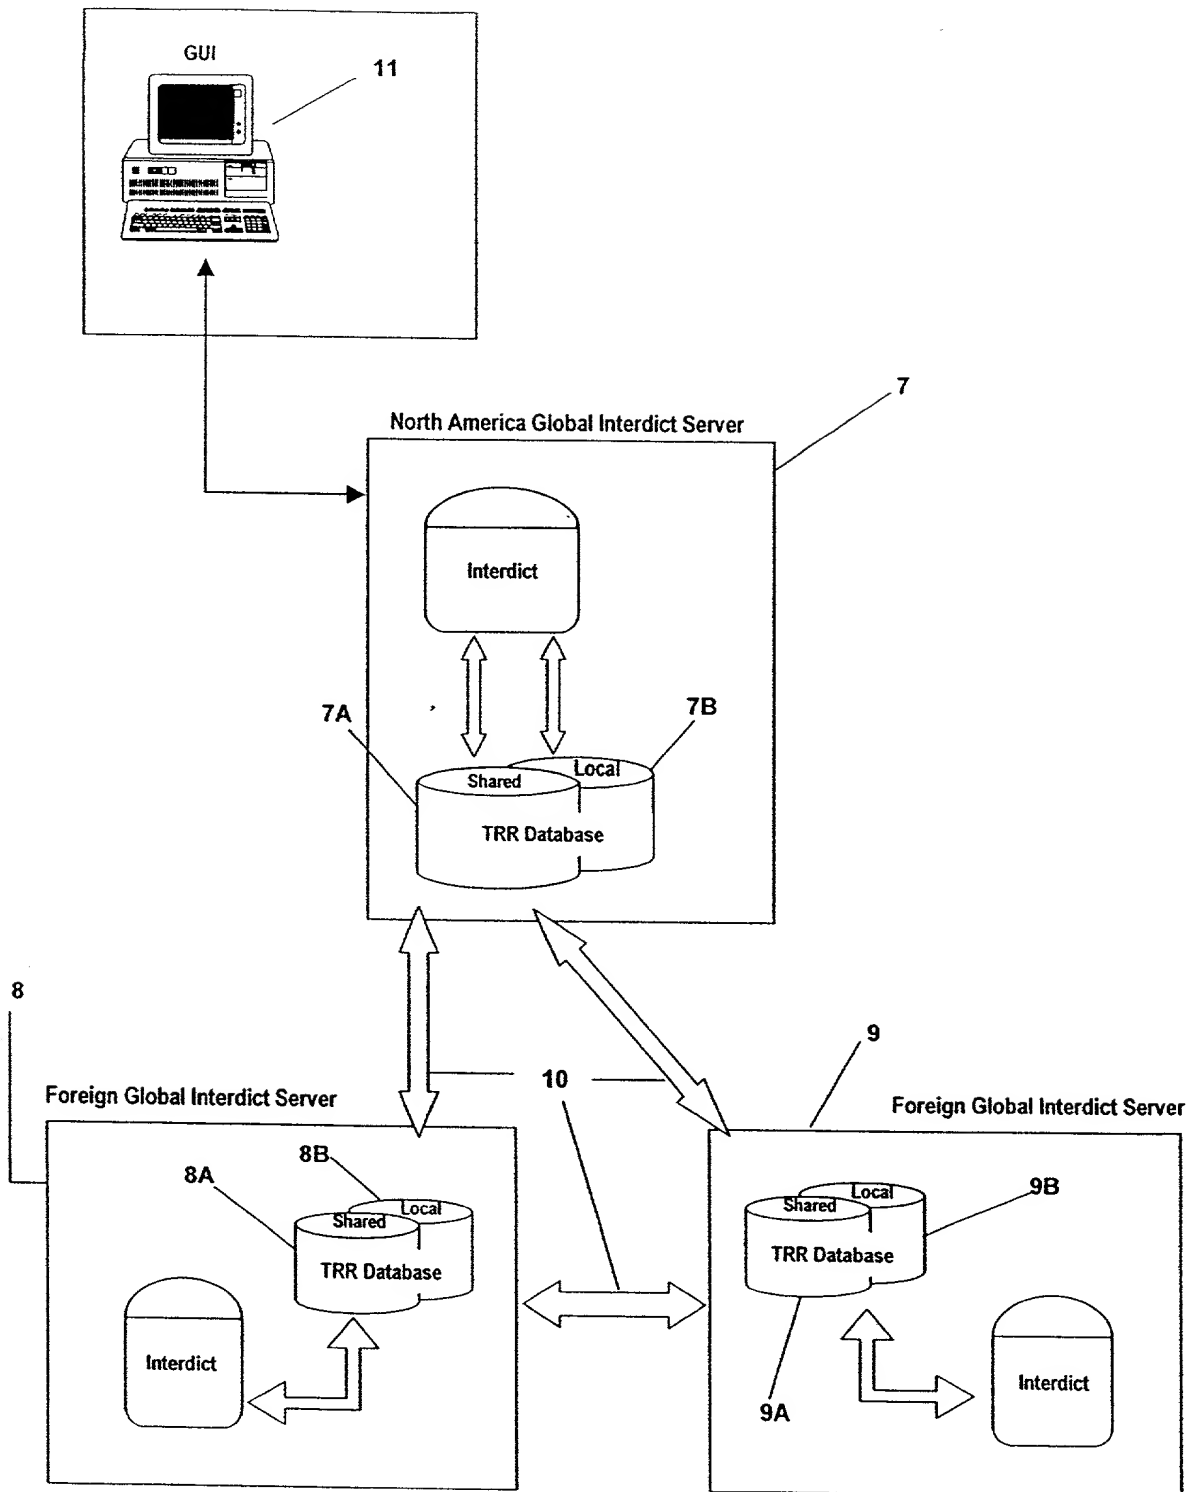 GUI
11
7
North America Global Interdict Server
Interdict
7A
7B
Shared
Local
TRR Database
8
9
10
Foreign Global Interdict Server
Foreign Global Interdict Server
8A
8B
Shared
Local
TRR Database
Interdict
9B
Shared
Local
TRR Database
9A
Interdict